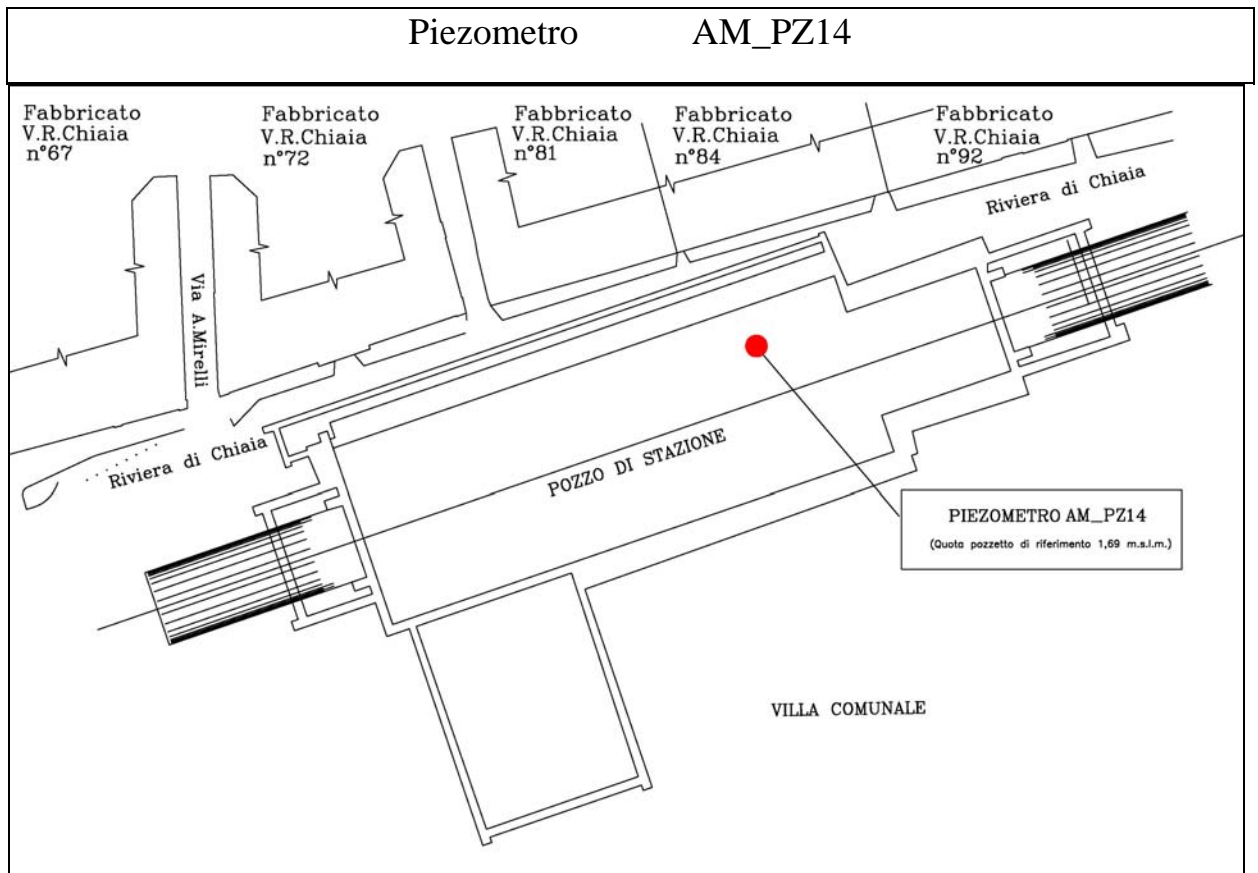 Piezometro AM_PZ14
Fabbricato
V.R.Chiaia
n°67
Fabbricato
V.R.Chiaia
n°72
Fabbricato
V.R.Chiaia
n°81
Fabbricato
V.R.Chiaia
n°84
Fabbricato
V.R.Chiaia
n°92
Riviera di Chiaia
Via A.Mirelli
Riviera di Chiaia
POZZO DI STAZIONE
PIEZOMETRO AM_PZ14
(Quota pozzetto di riferimento 1,69 m.s.l.m.)
VILLA COMUNALE